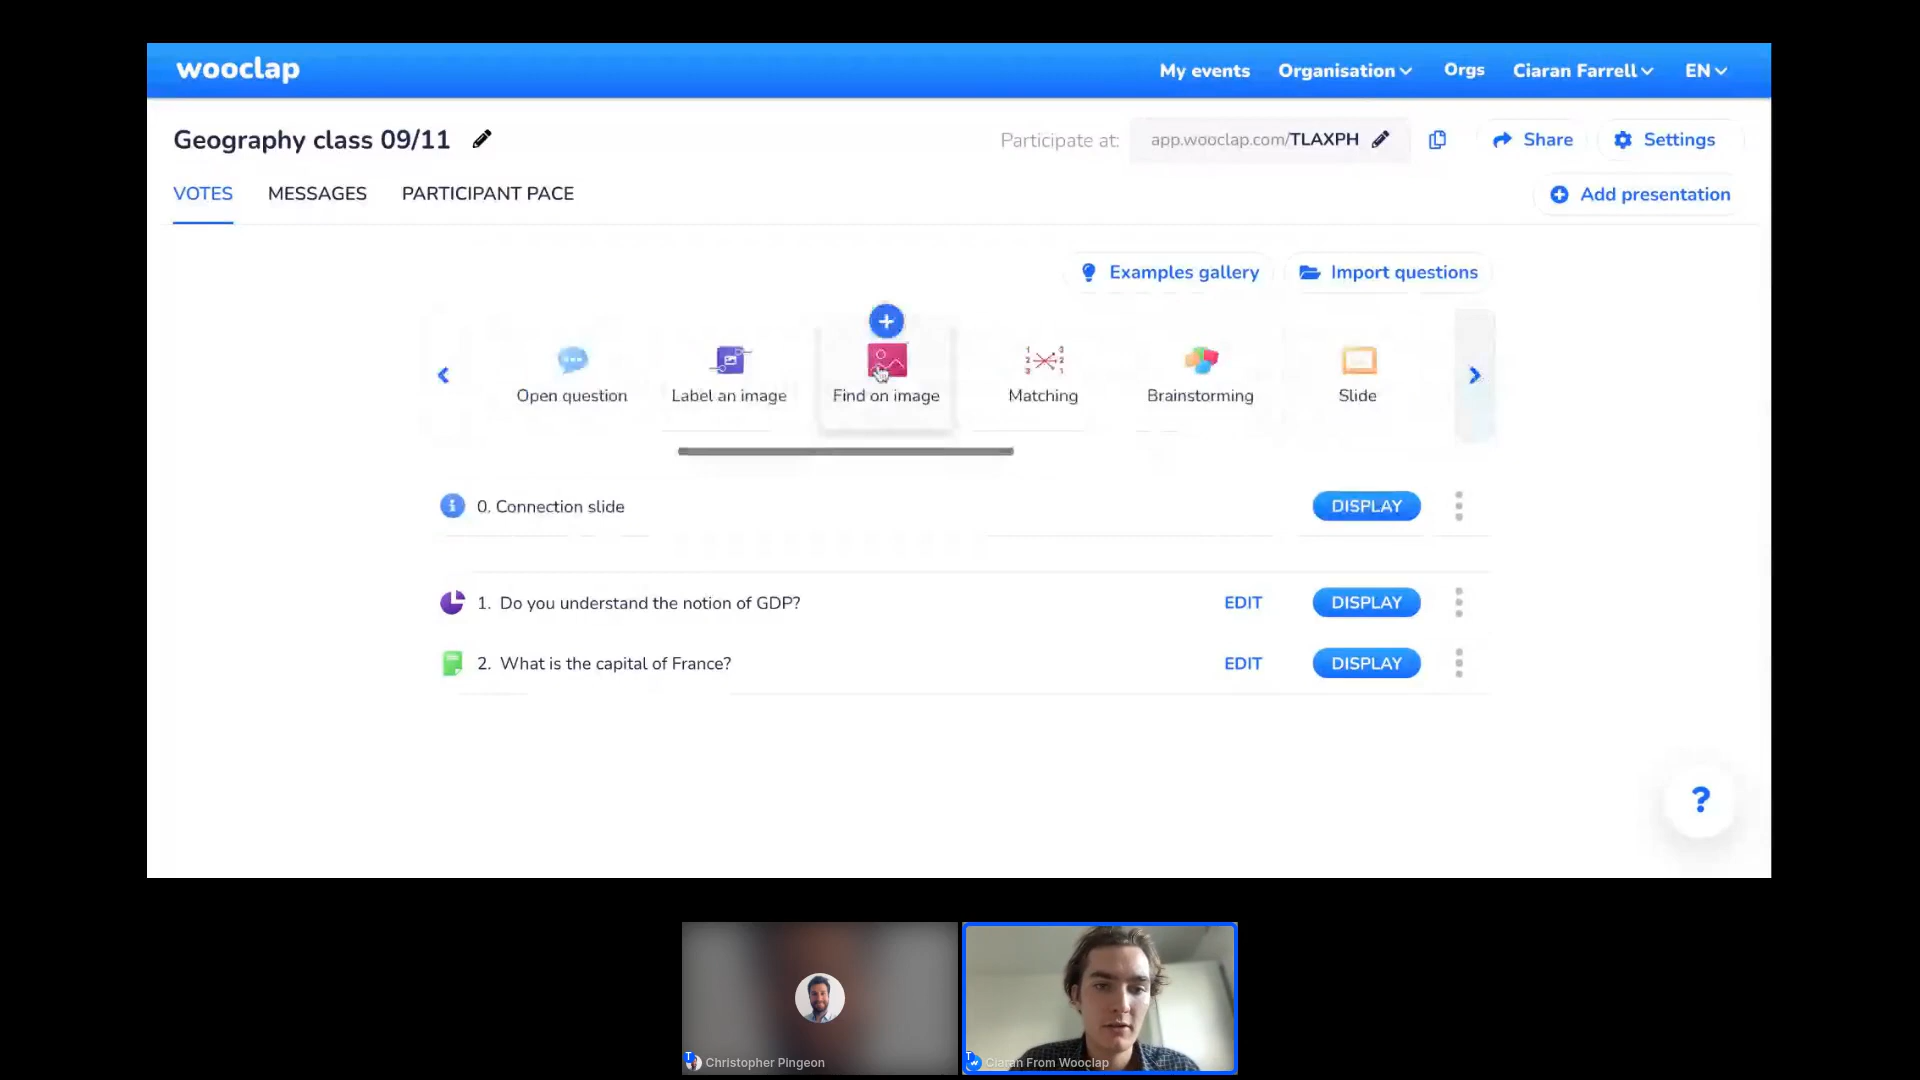 wooclap
My events Organisation Orgs Ciaran Farrell EN
Geography class 09/11
Participate at: app.wooclap.com/TLAXPH Share Settings
VOTES MESSAGES PARTICIPANT PACE
Add presentation
Examples gallery Import questions
Open question Label an image Find on image Matching Brainstorming Slide
0. Connection slide DISPLAY
1. Do you understand the notion of GDP? EDIT DISPLAY
2. What is the capital of France? EDIT DISPLAY
?
Christopher Pingeon
Ciaran From Wooclap